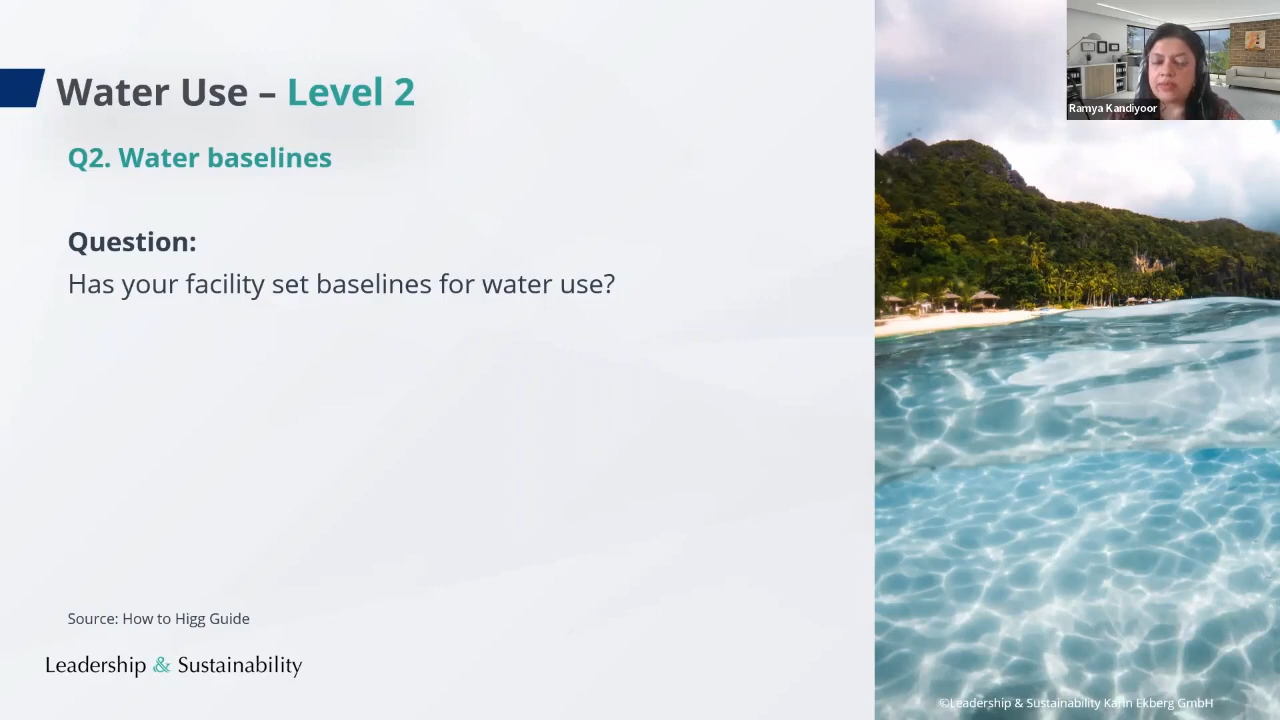 Water Use – Level 2
Q2. Water baselines
Question:
Has your facility set baselines for water use?
Source: How to Higg Guide
Leadership & Sustainability
Ramya Kandiyoor
©Leadership & Sustainability Karin Ekberg GmbH